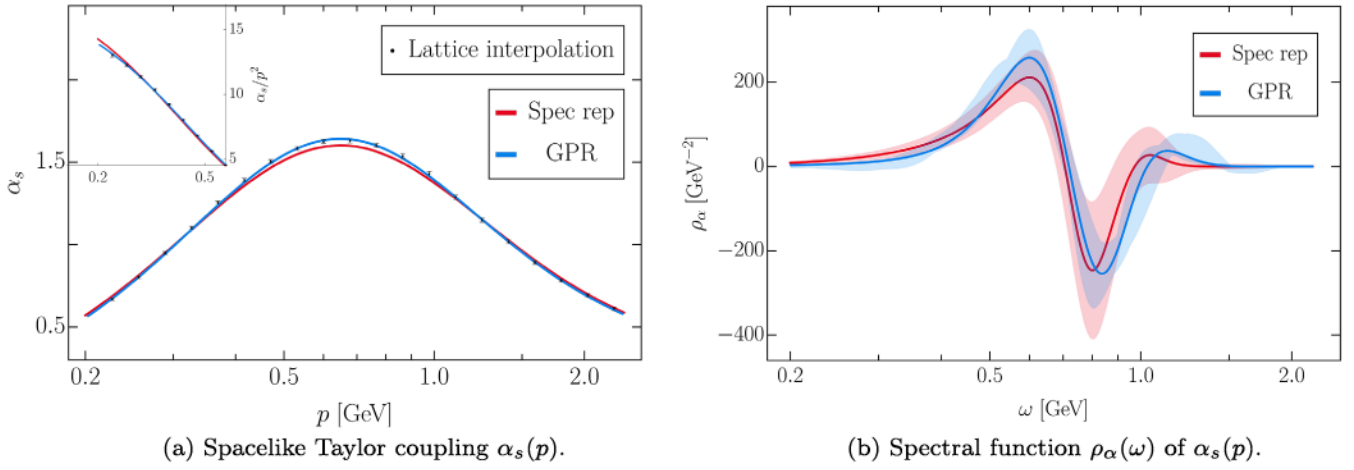 15
10
5
α_s/p²
0.2
0.5
Lattice interpolation
Spec rep
GPR
1.5
0.5
α_s
0.2
0.5
1.0
2.0
p [GeV]
(a) Spacelike Taylor coupling α_s(p).
Spec rep
GPR
200
0
−200
−400
ρ_α [GeV⁻²]
0.2
0.5
1.0
2.0
ω [GeV]
(b) Spectral function ρ_α(ω) of α_s(p).